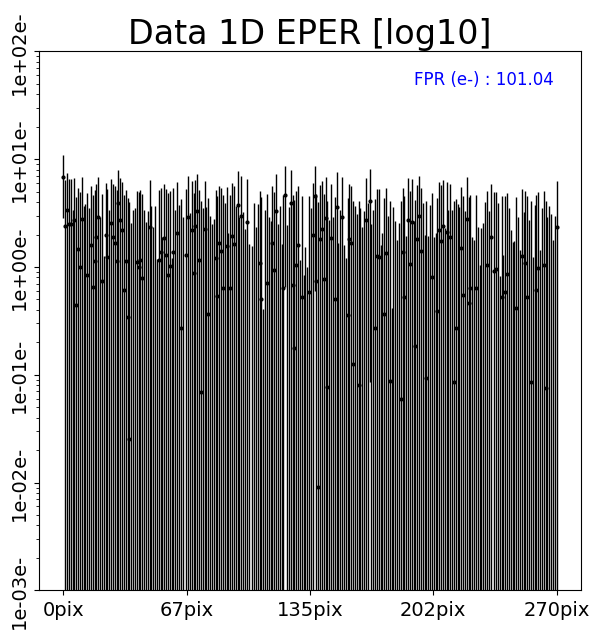 Data 1D EPER [log10]
FPR (e-) : 101.04
1e+02e-
1e+01e-
1e+00e-
1e-01e-
1e-02e-
1e-03e-
0pix 67pix 135pix 202pix 270pix